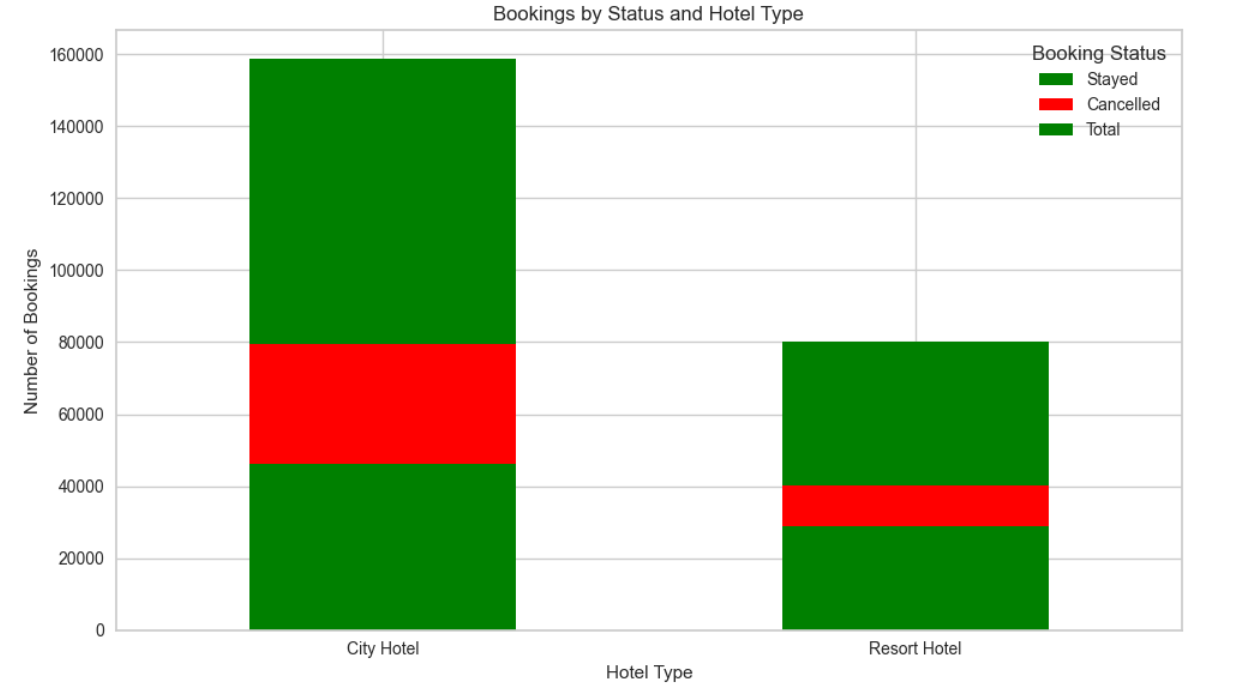 Bookings by Status and Hotel Type
Booking Status
Stayed
Cancelled
Total
Number of Bookings
160000
140000
120000
100000
80000
60000
40000
20000
0
City Hotel
Resort Hotel
Hotel Type